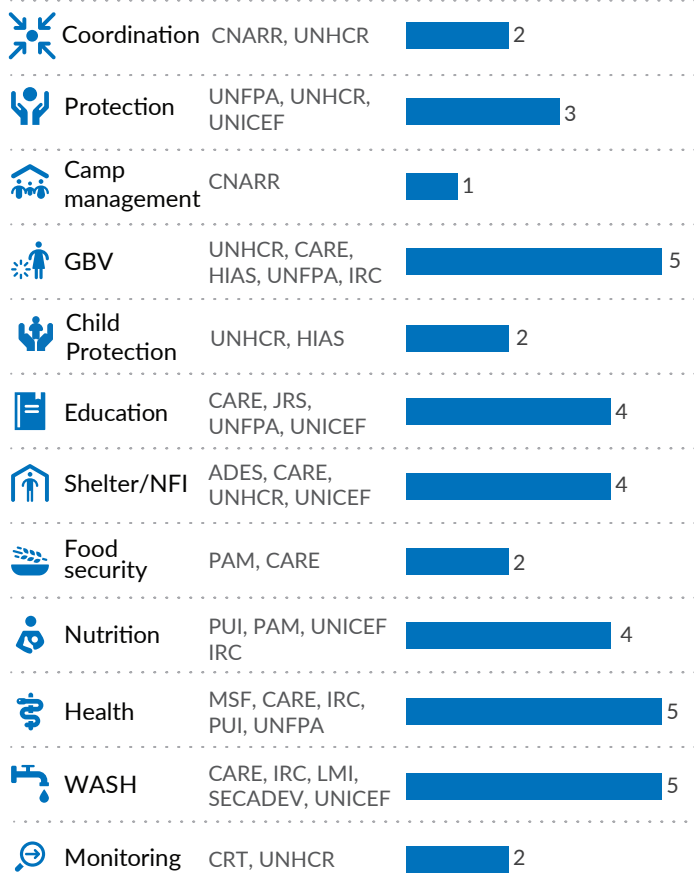 Coordination CNARR, UNHCR 2
Protection UNFPA, UNHCR,
UNICEF 3
Camp
management CNARR 1
GBV UNHCR, CARE,
HIAS, UNFPA, IRC 5
Child
Protection UNHCR, HIAS 2
Education CARE, JRS,
UNFPA, UNICEF 4
Shelter/NFI ADES, CARE,
UNHCR, UNICEF 4
Food
security PAM, CARE 2
Nutrition PUI, PAM, UNICEF
IRC 4
Health MSF, CARE, IRC,
PUI, UNFPA 5
WASH CARE, IRC, LMI,
SECADEV, UNICEF 5
Monitoring CRT, UNHCR 2